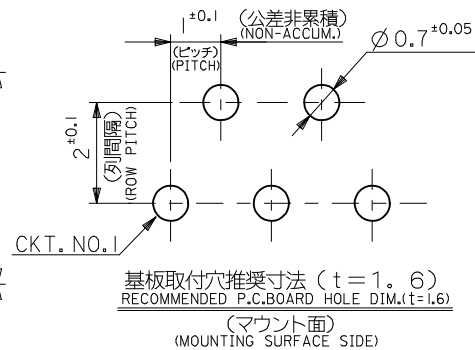 1±0.1
(公差非累積)
(NON-ACCUM.)
(ピッチ)
(PITCH)
∅0.7±0.05
2±0.1
(列間隔)
(ROW PITCH)
CKT. NO.1
基板取付穴推奨寸法(t=1.6)
RECOMMENDED P.C.BOARD HOLE DIM.(t=1.6)
(マウント面)
(MOUNTING SURFACE SIDE)